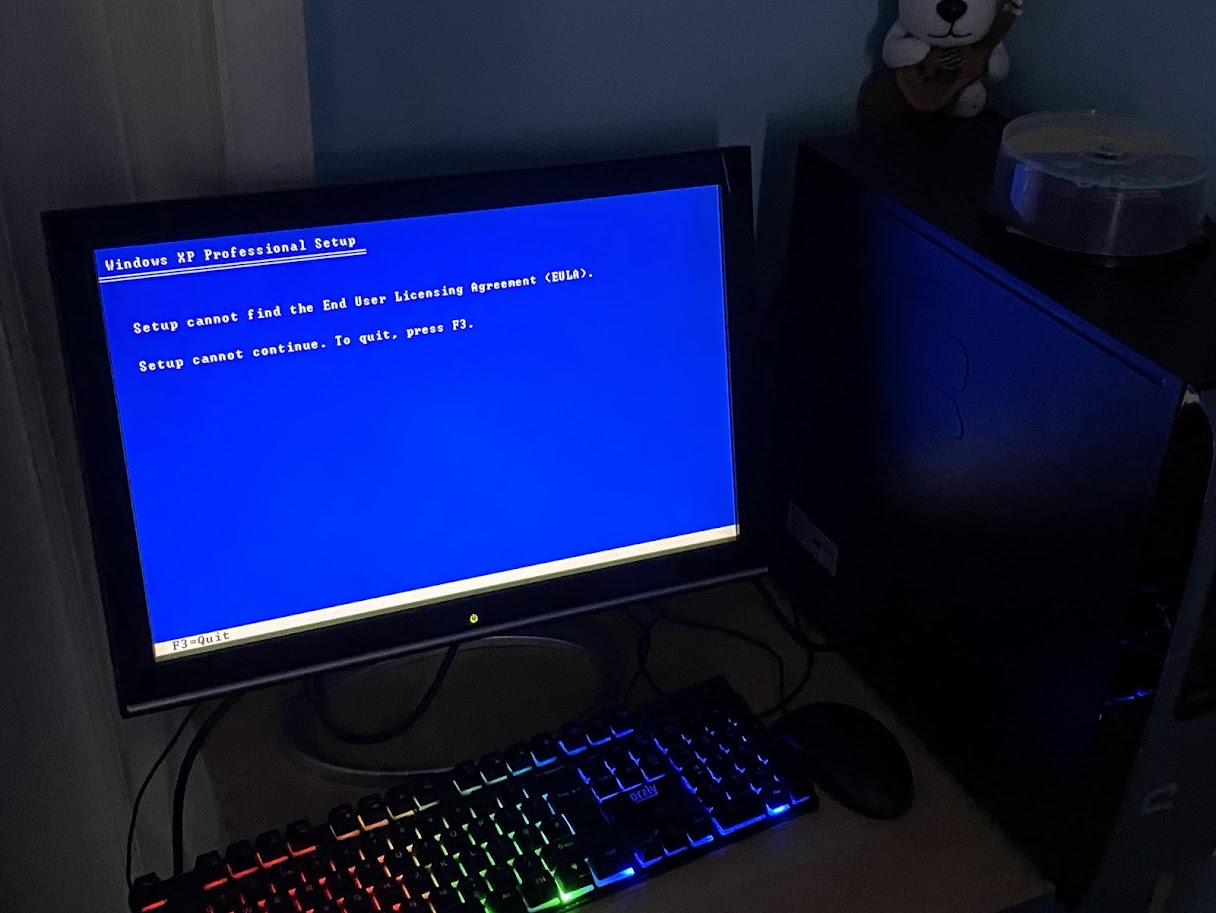 Windows XP Professional Setup
Setup cannot find the End User Licensing Agreement (EULA).
Setup cannot continue. To quit, press F3.
F3=Quit
orzly